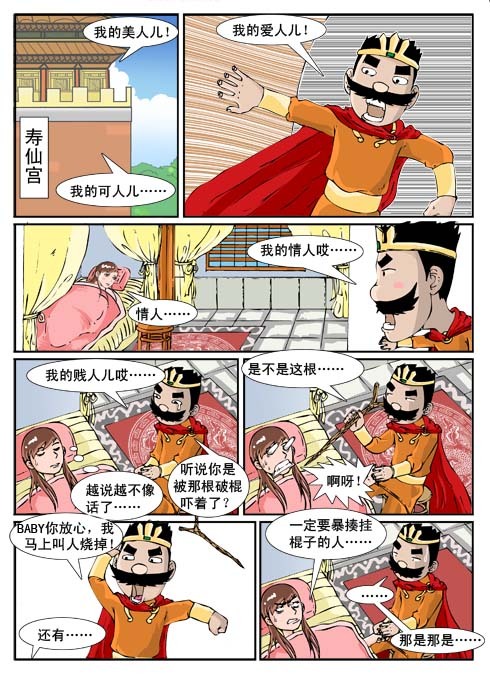 我的美人儿！
寿仙宫
我的可人儿……
我的爱人儿！
我的情人哎……
情人……
我的贱人儿哎……
越说越不像
话了……
听说你是
被那根破棍
吓着了？
是不是这根……
啊呀！
BABY你放心，我
马上叫人烧掉！
还有……
一定要暴揍挂
棍子的人……
……
那是那是……